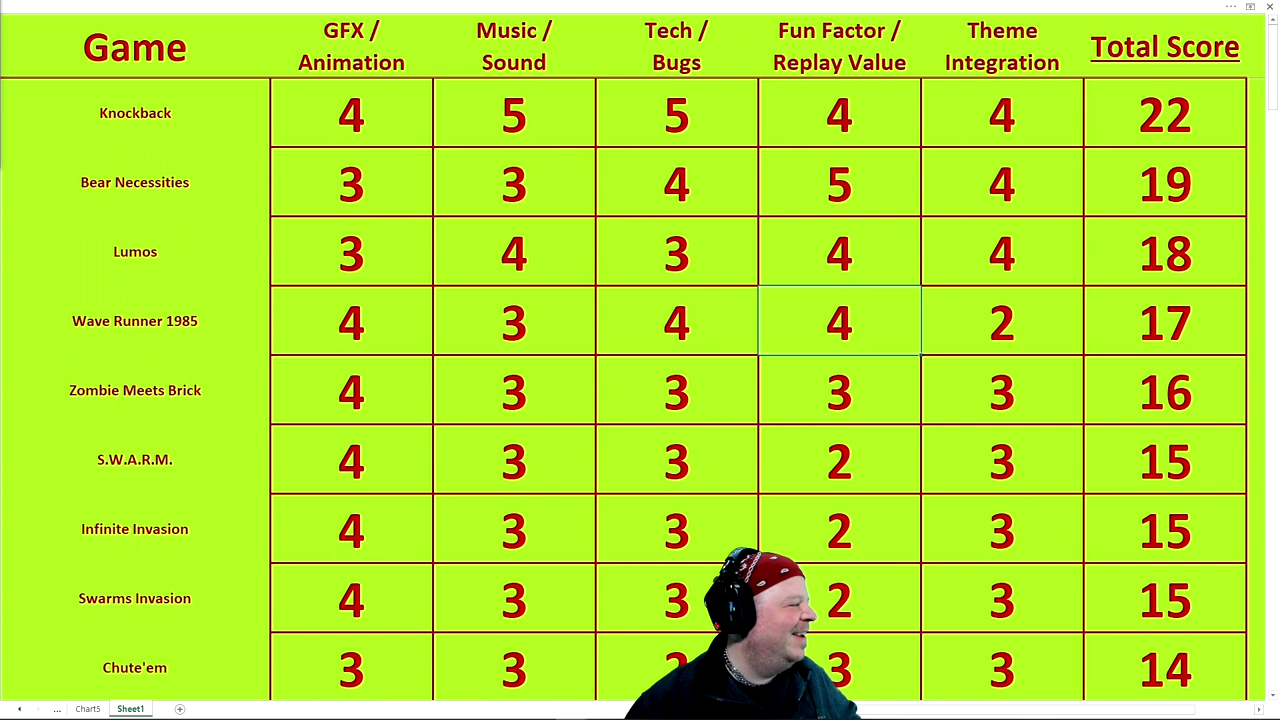 Game GFX / Animation Music / Sound Tech / Bugs Fun Factor / Replay Value Theme Integration Total Score
Knockback 4 5 5 4 4 22
Bear Necessities 3 3 4 5 4 19
Lumos 3 4 3 4 4 18
Wave Runner 1985 4 3 4 4 2 17
Zombie Meets Brick 4 3 3 3 3 16
S.W.A.R.M. 4 3 3 2 3 15
Infinite Invasion 4 3 3 2 3 15
Swarms Invasion 4 3 3 2 3 15
Chute'em 3 3 3 3 14
... Chart5 Sheet1